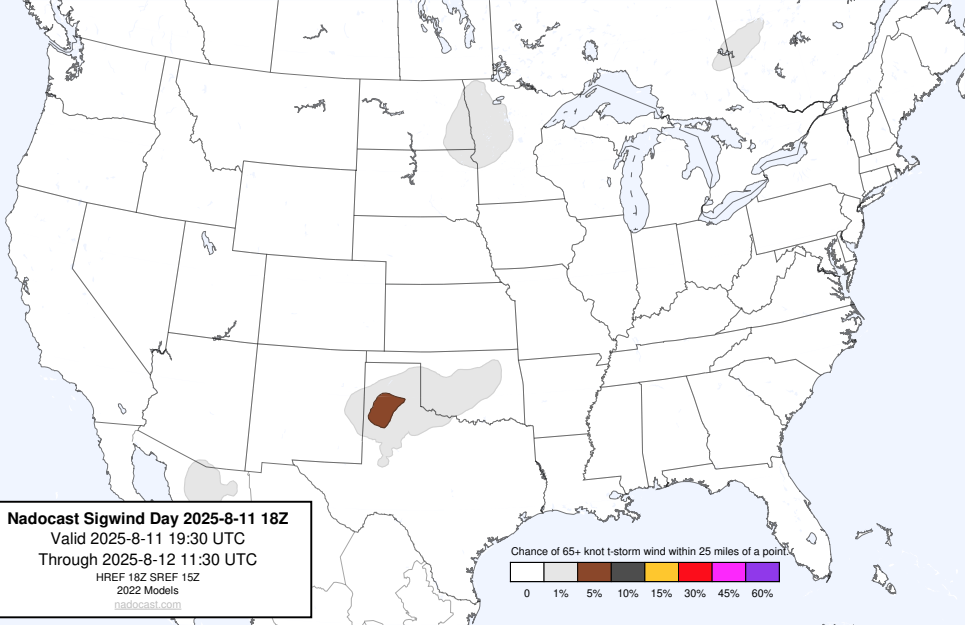 Nadocast Sigwind Day 2025-8-11 18Z
Valid 2025-8-11 19:30 UTC
Through 2025-8-12 11:30 UTC
HREF 18Z SREF 15Z
2022 Models
nadocast.com
Chance of 65+ knot t-storm wind within 25 miles of a point.
0 1% 5% 10% 15% 30% 45% 60%